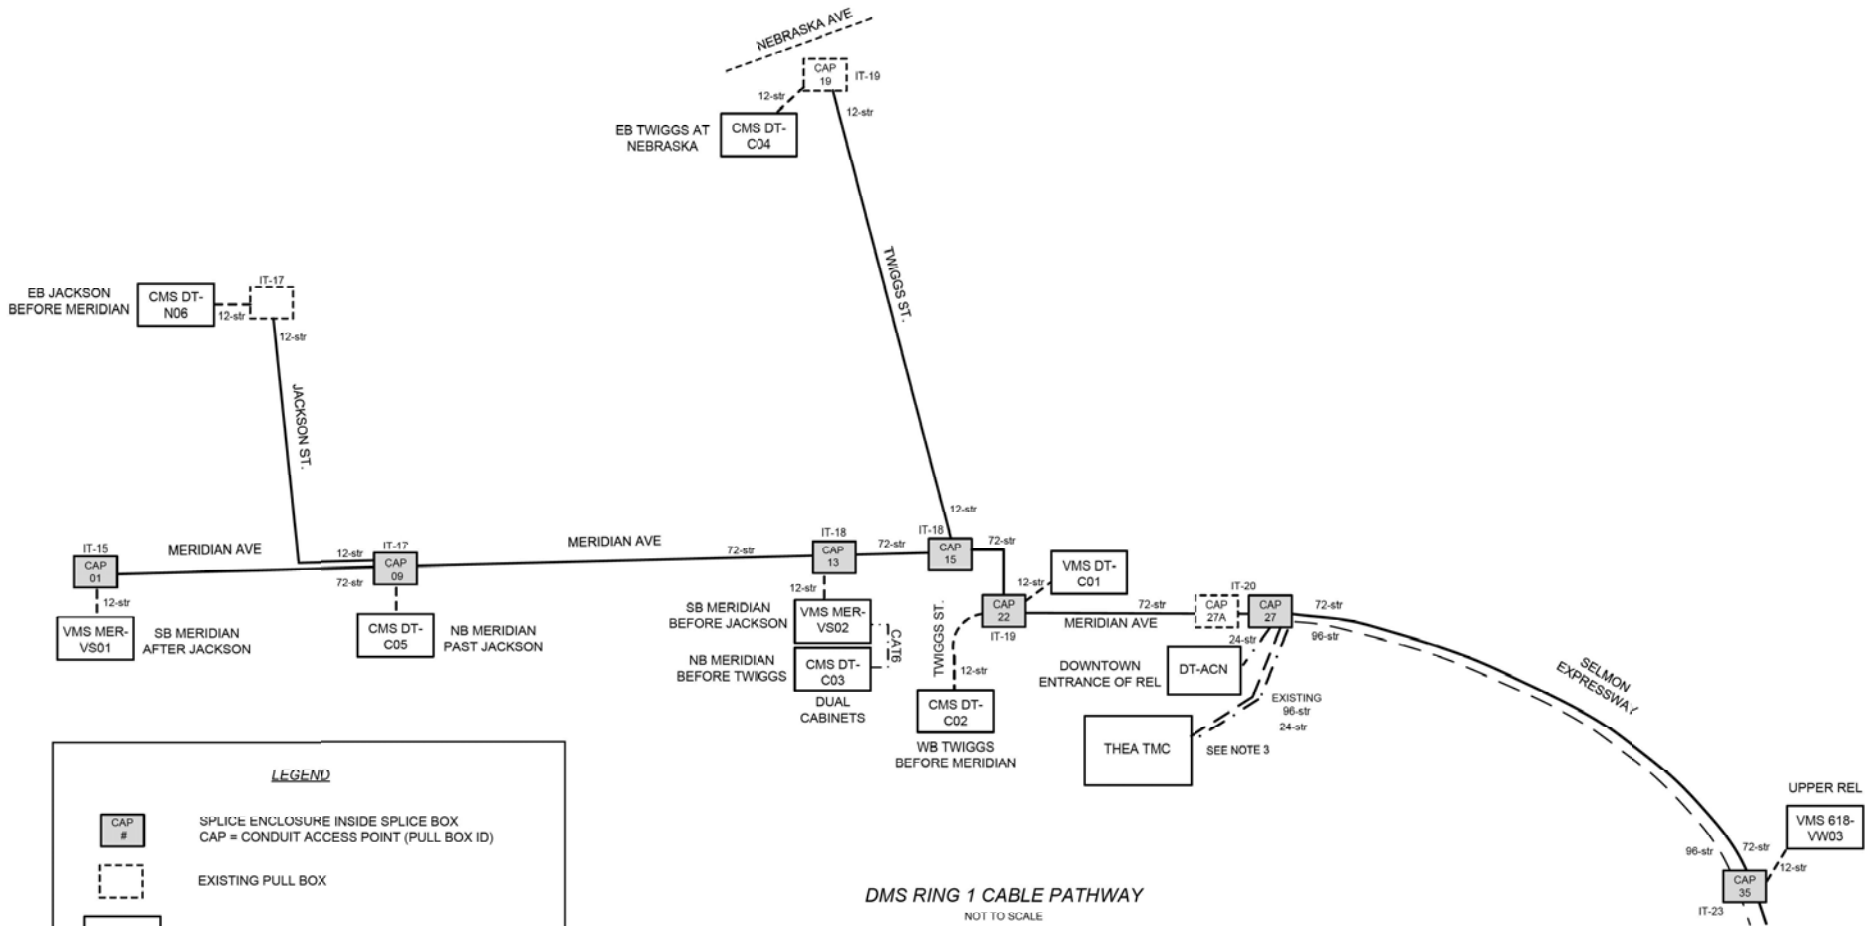 NEBRASKA AVE
CAP
19
IT-19
12-str
12-str
EB TWIGGS AT
NEBRASKA
CMS DT-
C04
TWIGGS ST.
IT-17
EB JACKSON
BEFORE MERIDIAN
CMS DT-
N06
12-str
12-str
JACKSON ST.
12-str
IT-15
CAP
01
MERIDIAN AVE
12-str
72-str
IT-17
CAP
09
MERIDIAN AVE
72-str
IT-18
CAP
13
72-str
IT-18
CAP
15
72-str
12-str
VMS MER-
VS01
SB MERIDIAN
AFTER JACKSON
CMS DT-
C05
NB MERIDIAN
PAST JACKSON
12-str
SB MERIDIAN
BEFORE JACKSON
VMS MER-
VS02
CAT6
NB MERIDIAN
BEFORE TWIGGS
CMS DT-
C03
DUAL
CABINETS
TWIGGS ST.
12-str
CMS DT-
C02
WB TWIGGS
BEFORE MERIDIAN
12-str
VMS DT-
C01
CAP
22
IT-19
72-str
MERIDIAN AVE
CAP
27A
IT-20
CAP
27
72-str
96-str
24-str
DOWNTOWN
ENTRANCE OF REL
DT-ACN
EXISTING
96-str
24-str
THEA TMC
SEE NOTE 3
SELMON
EXPRESSWAY
UPPER REL
VMS 618-
VW03
96-str
72-str
12-str
CAP
35
IT-23
LEGEND
CAP
#
SPLICE ENCLOSURE INSIDE SPLICE BOX
CAP = CONDUIT ACCESS POINT (PULL BOX ID)
EXISTING PULL BOX
DMS RING 1 CABLE PATHWAY
NOT TO SCALE